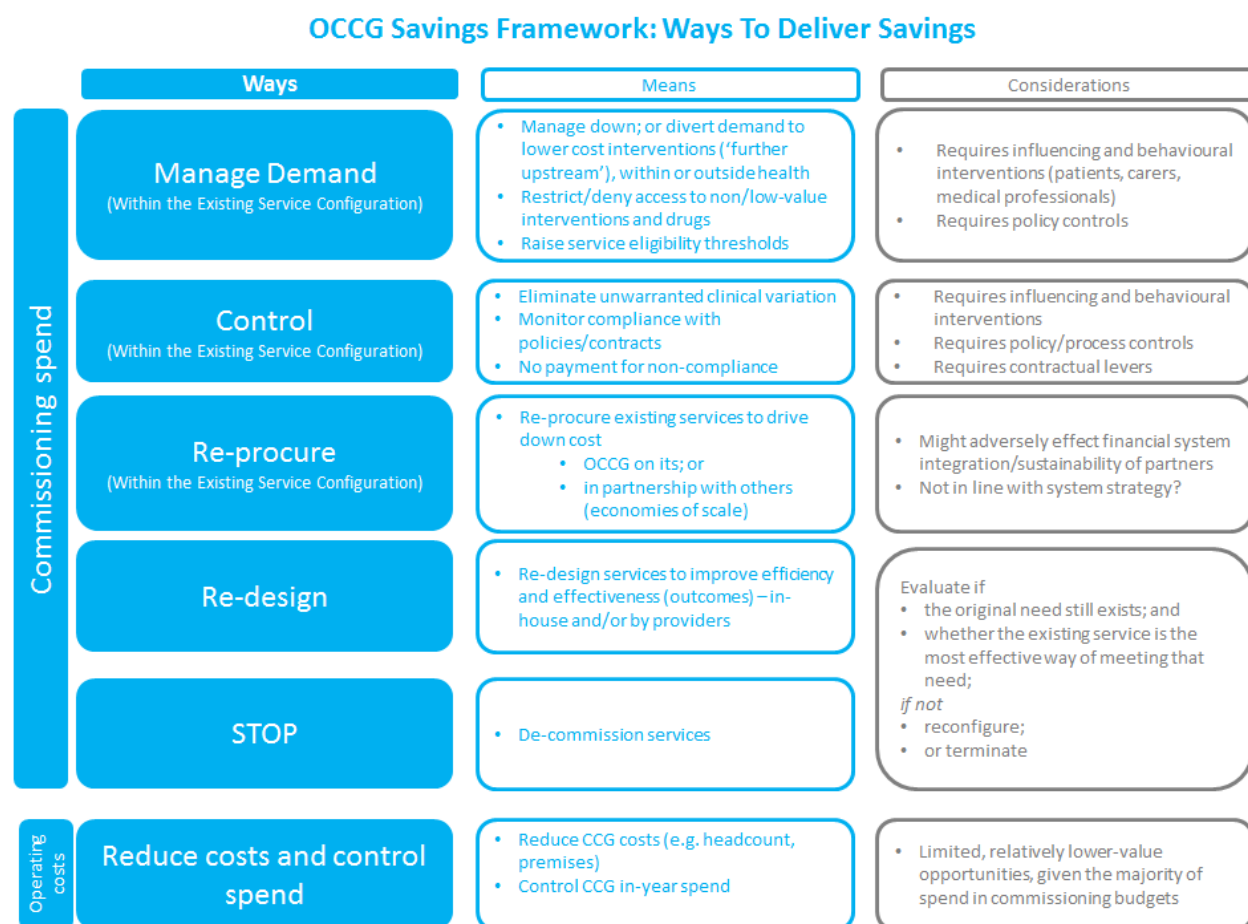 OCCG Savings Framework: Ways To Deliver Savings
Ways
Means
Considerations
Commissioning spend
Manage Demand
(Within the Existing Service Configuration)
• Manage down; or divert demand to
lower cost interventions (‘further
upstream’), within or outside health
• Restrict/deny access to non/low-value
interventions and drugs
• Raise service eligibility thresholds
• Requires influencing and behavioural
interventions (patients, carers,
medical professionals)
• Requires policy controls
Control
(Within the Existing Service Configuration)
• Eliminate unwarranted clinical variation
• Monitor compliance with
policies/contracts
• No payment for non-compliance
• Requires influencing and behavioural
interventions
• Requires policy/process controls
• Requires contractual levers
Re-procure
(Within the Existing Service Configuration)
• Re-procure existing services to drive
down cost
• OCCG on its; or
• in partnership with others
(economies of scale)
• Might adversely effect financial system
integration/sustainability of partners
• Not in line with system strategy?
Re-design
• Re-design services to improve efficiency
and effectiveness (outcomes) – in-
house and/or by providers
Evaluate if
• the original need still exists; and
• whether the existing service is the
most effective way of meeting that
need;
if not
• reconfigure;
• or terminate
STOP
• De-commission services
Operating
costs
Reduce costs and control
spend
• Reduce CCG costs (e.g. headcount,
premises)
• Control CCG in-year spend
• Limited, relatively lower-value
opportunities, given the majority of
spend in commissioning budgets